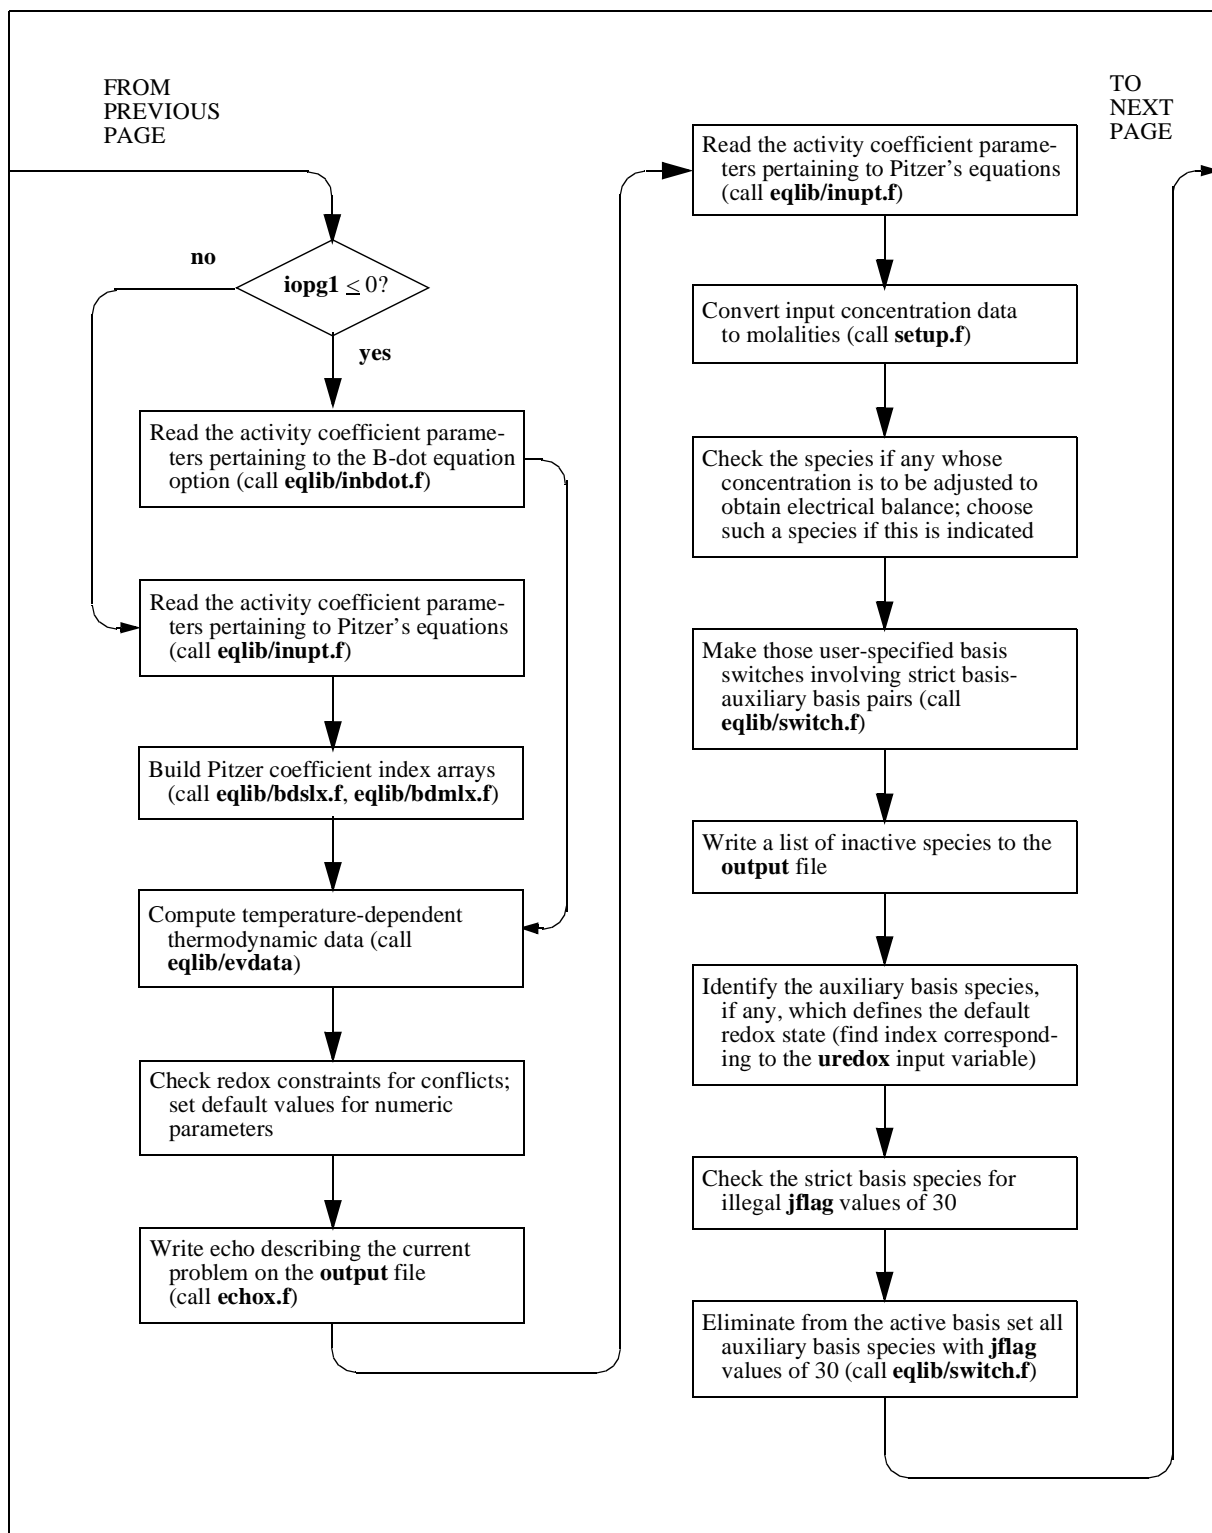 FROM
PREVIOUS
PAGE
no
iopg1 ≤ 0?
yes
Read the activity coefficient parame-
ters pertaining to the B-dot equation
option (call eqlib/inbdot.f)
Read the activity coefficient parame-
ters pertaining to Pitzer's equations
(call eqlib/inupt.f)
Build Pitzer coefficient index arrays
(call eqlib/bdslx.f, eqlib/bdmlx.f)
Compute temperature-dependent
thermodynamic data (call
eqlib/evdata)
Check redox constraints for conflicts;
set default values for numeric
parameters
Write echo describing the current
problem on the output file
(call echox.f)
Read the activity coefficient parame-
ters pertaining to Pitzer's equations
(call eqlib/inupt.f)
Convert input concentration data
to molalities (call setup.f)
Check the species if any whose
concentration is to be adjusted to
obtain electrical balance; choose
such a species if this is indicated
Make those user-specified basis
switches involving strict basis-
auxiliary basis pairs (call
eqlib/switch.f)
Write a list of inactive species to the
output file
Identify the auxiliary basis species,
if any, which defines the default
redox state (find index correspond-
ing to the uredox input variable)
Check the strict basis species for
illegal jflag values of 30
Eliminate from the active basis set all
auxiliary basis species with jflag
values of 30 (call eqlib/switch.f)
TO
NEXT
PAGE